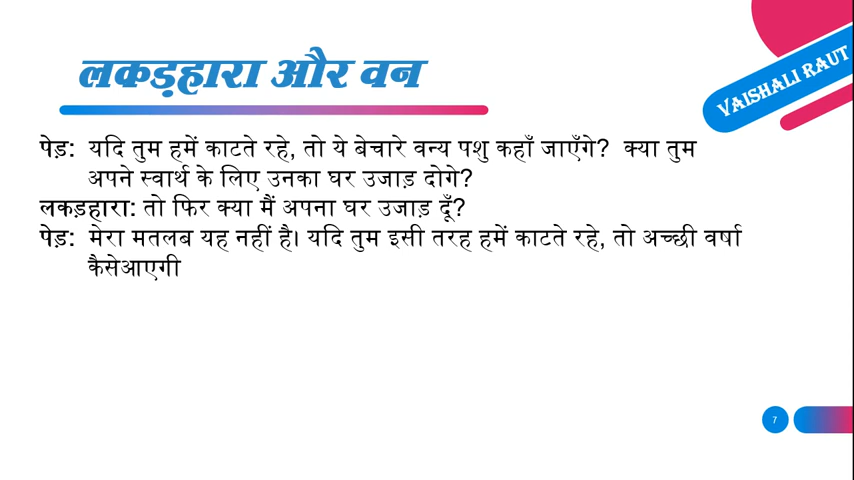 लकड़हारा और वन
VAISHALI RAUT
पेड़: यदि तुम हमें काटते रहे, तो ये बेचारे वन्य पशु कहाँ जाएँगे? क्या तुम
अपने स्वार्थ के लिए उनका घर उजाड़ दोगे?
लकड़हारा: तो फिर क्या मैं अपना घर उजाड़ दूँ?
पेड़: मेरा मतलब यह नहीं है। यदि तुम इसी तरह हमें काटते रहे, तो अच्छी वर्षा
कैसेआएगी
7